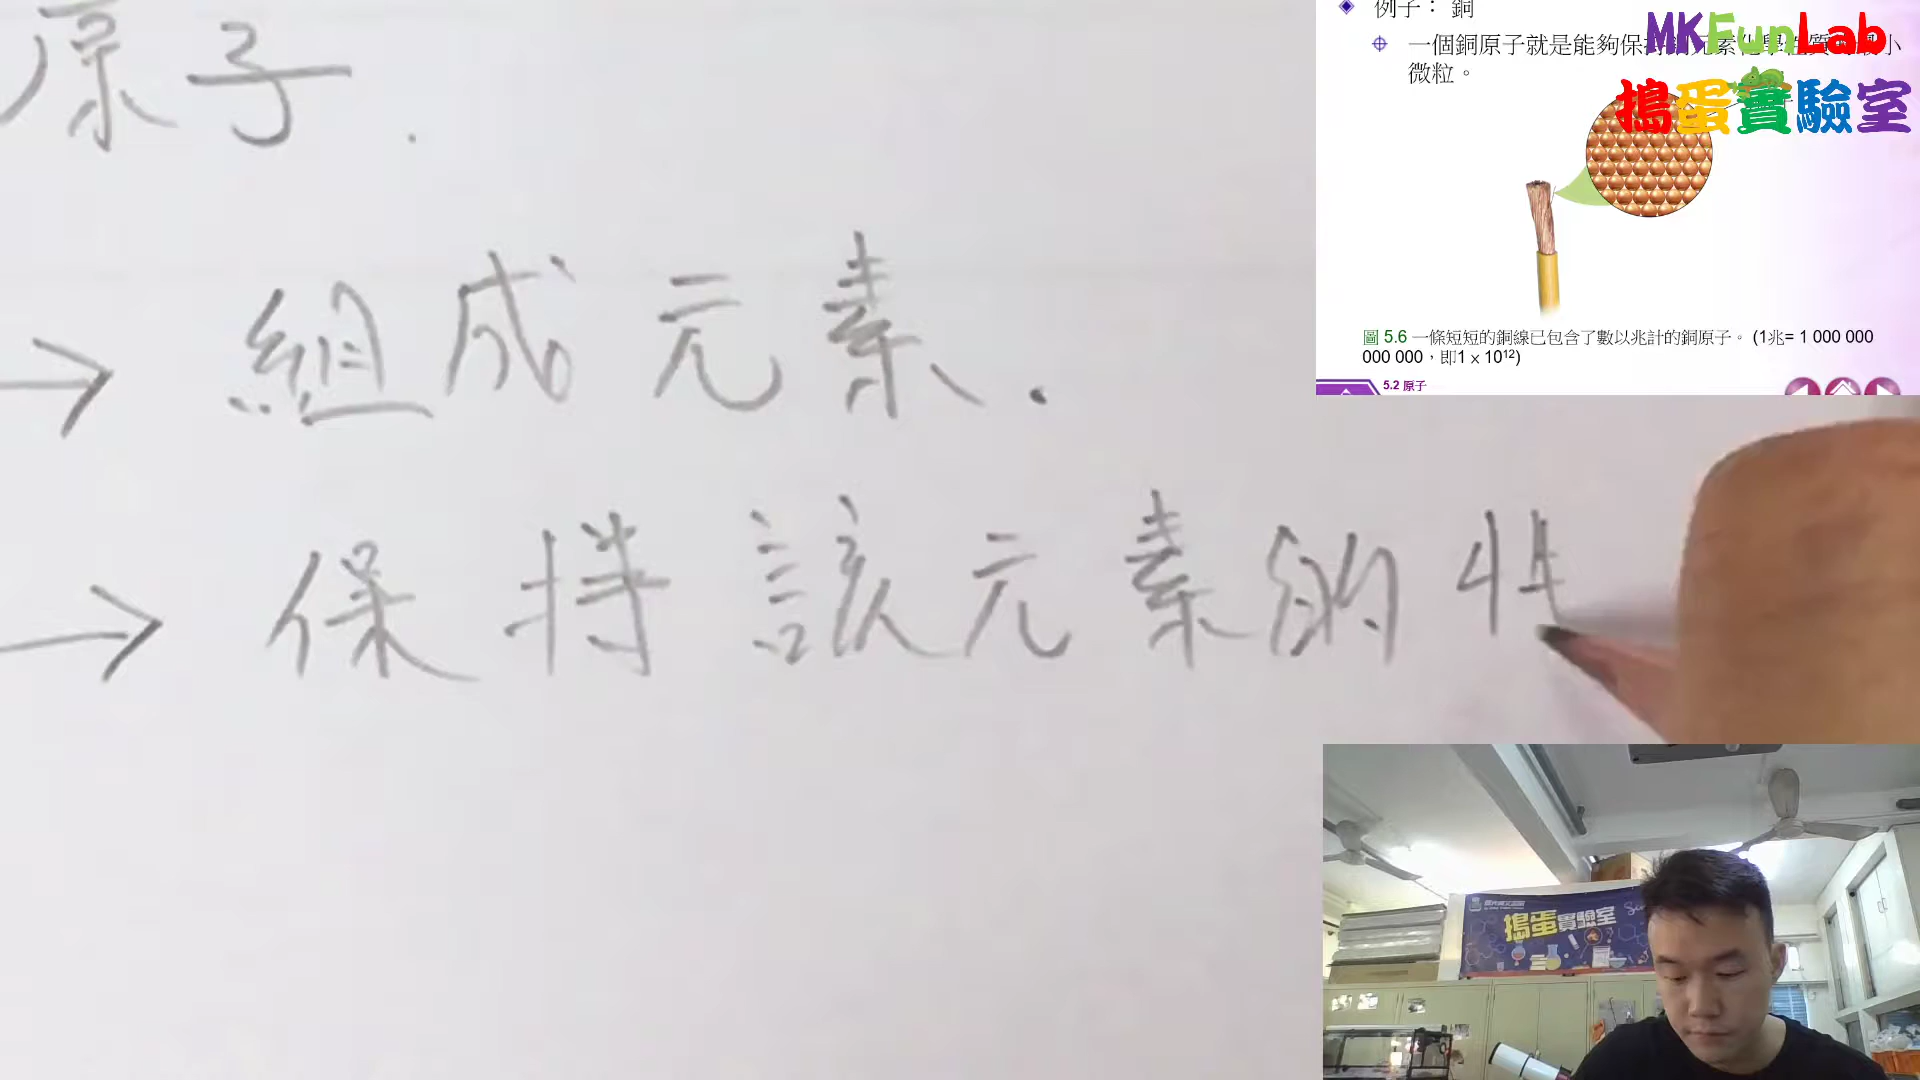 原子.
→ 組成元素.
→ 保持該元素的性
例子： 銅
一個銅原子就是能夠保
小
微粒。
MKFunLab
搗蛋實驗室
圖 5.6 一條短短的銅線已包含了數以兆計的銅原子。 (1兆= 1 000 000
000 000，即1 x 10¹²)
5.2 原子
搗蛋實驗室